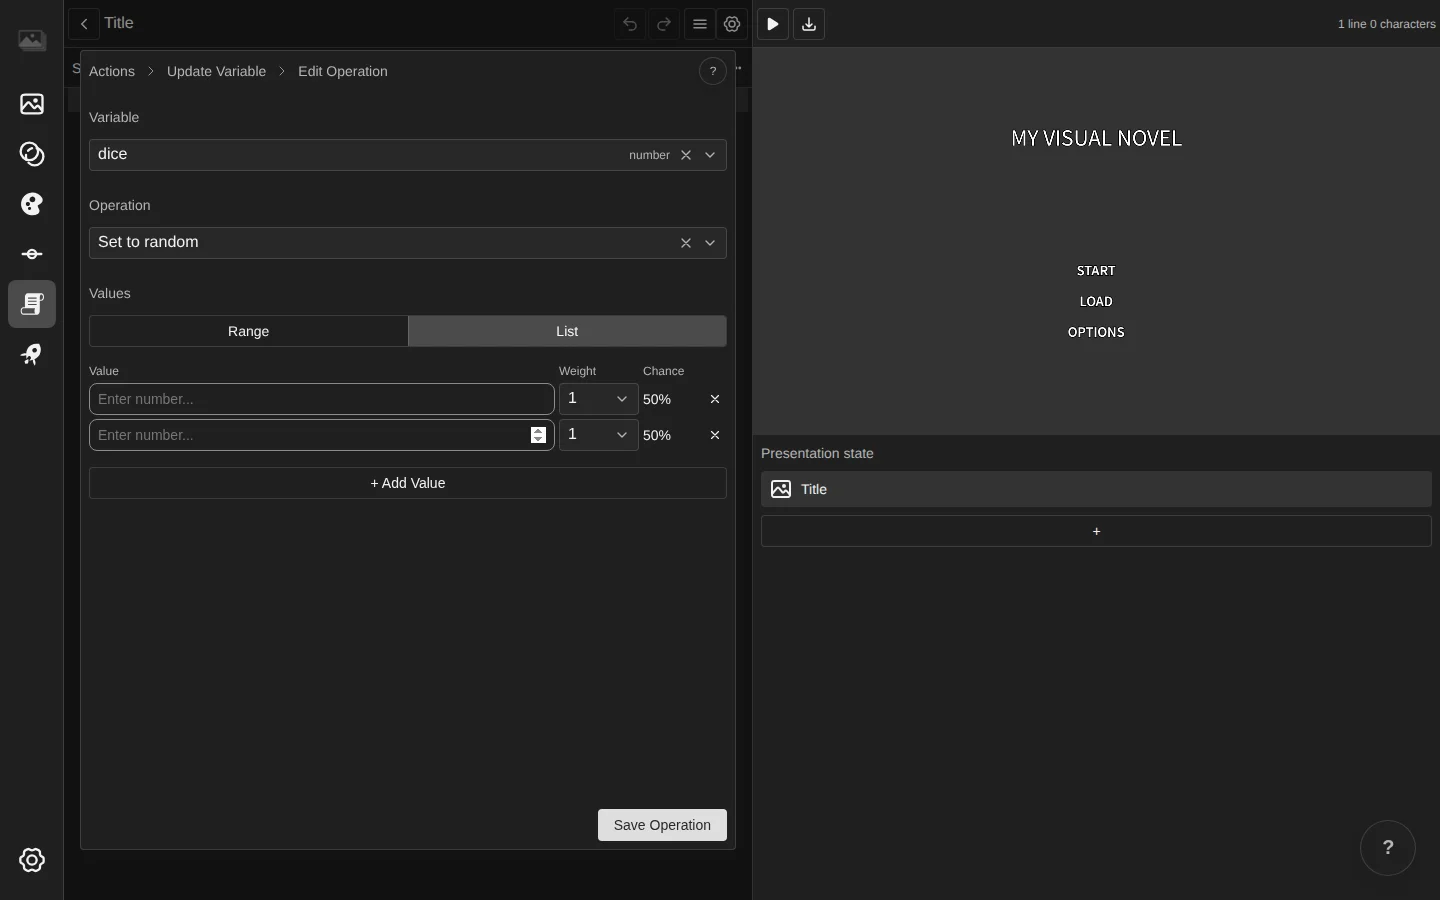 Title
1 line 0 characters
S
Actions > Update Variable > Edit Operation
?
Variable
dice
number
Operation
Set to random
Values
Range
List
Value
Weight
Chance
Enter number...
1
50%
Enter number...
1
50%
+ Add Value
Save Operation
MY VISUAL NOVEL
START
LOAD
OPTIONS
Presentation state
Title
+
?